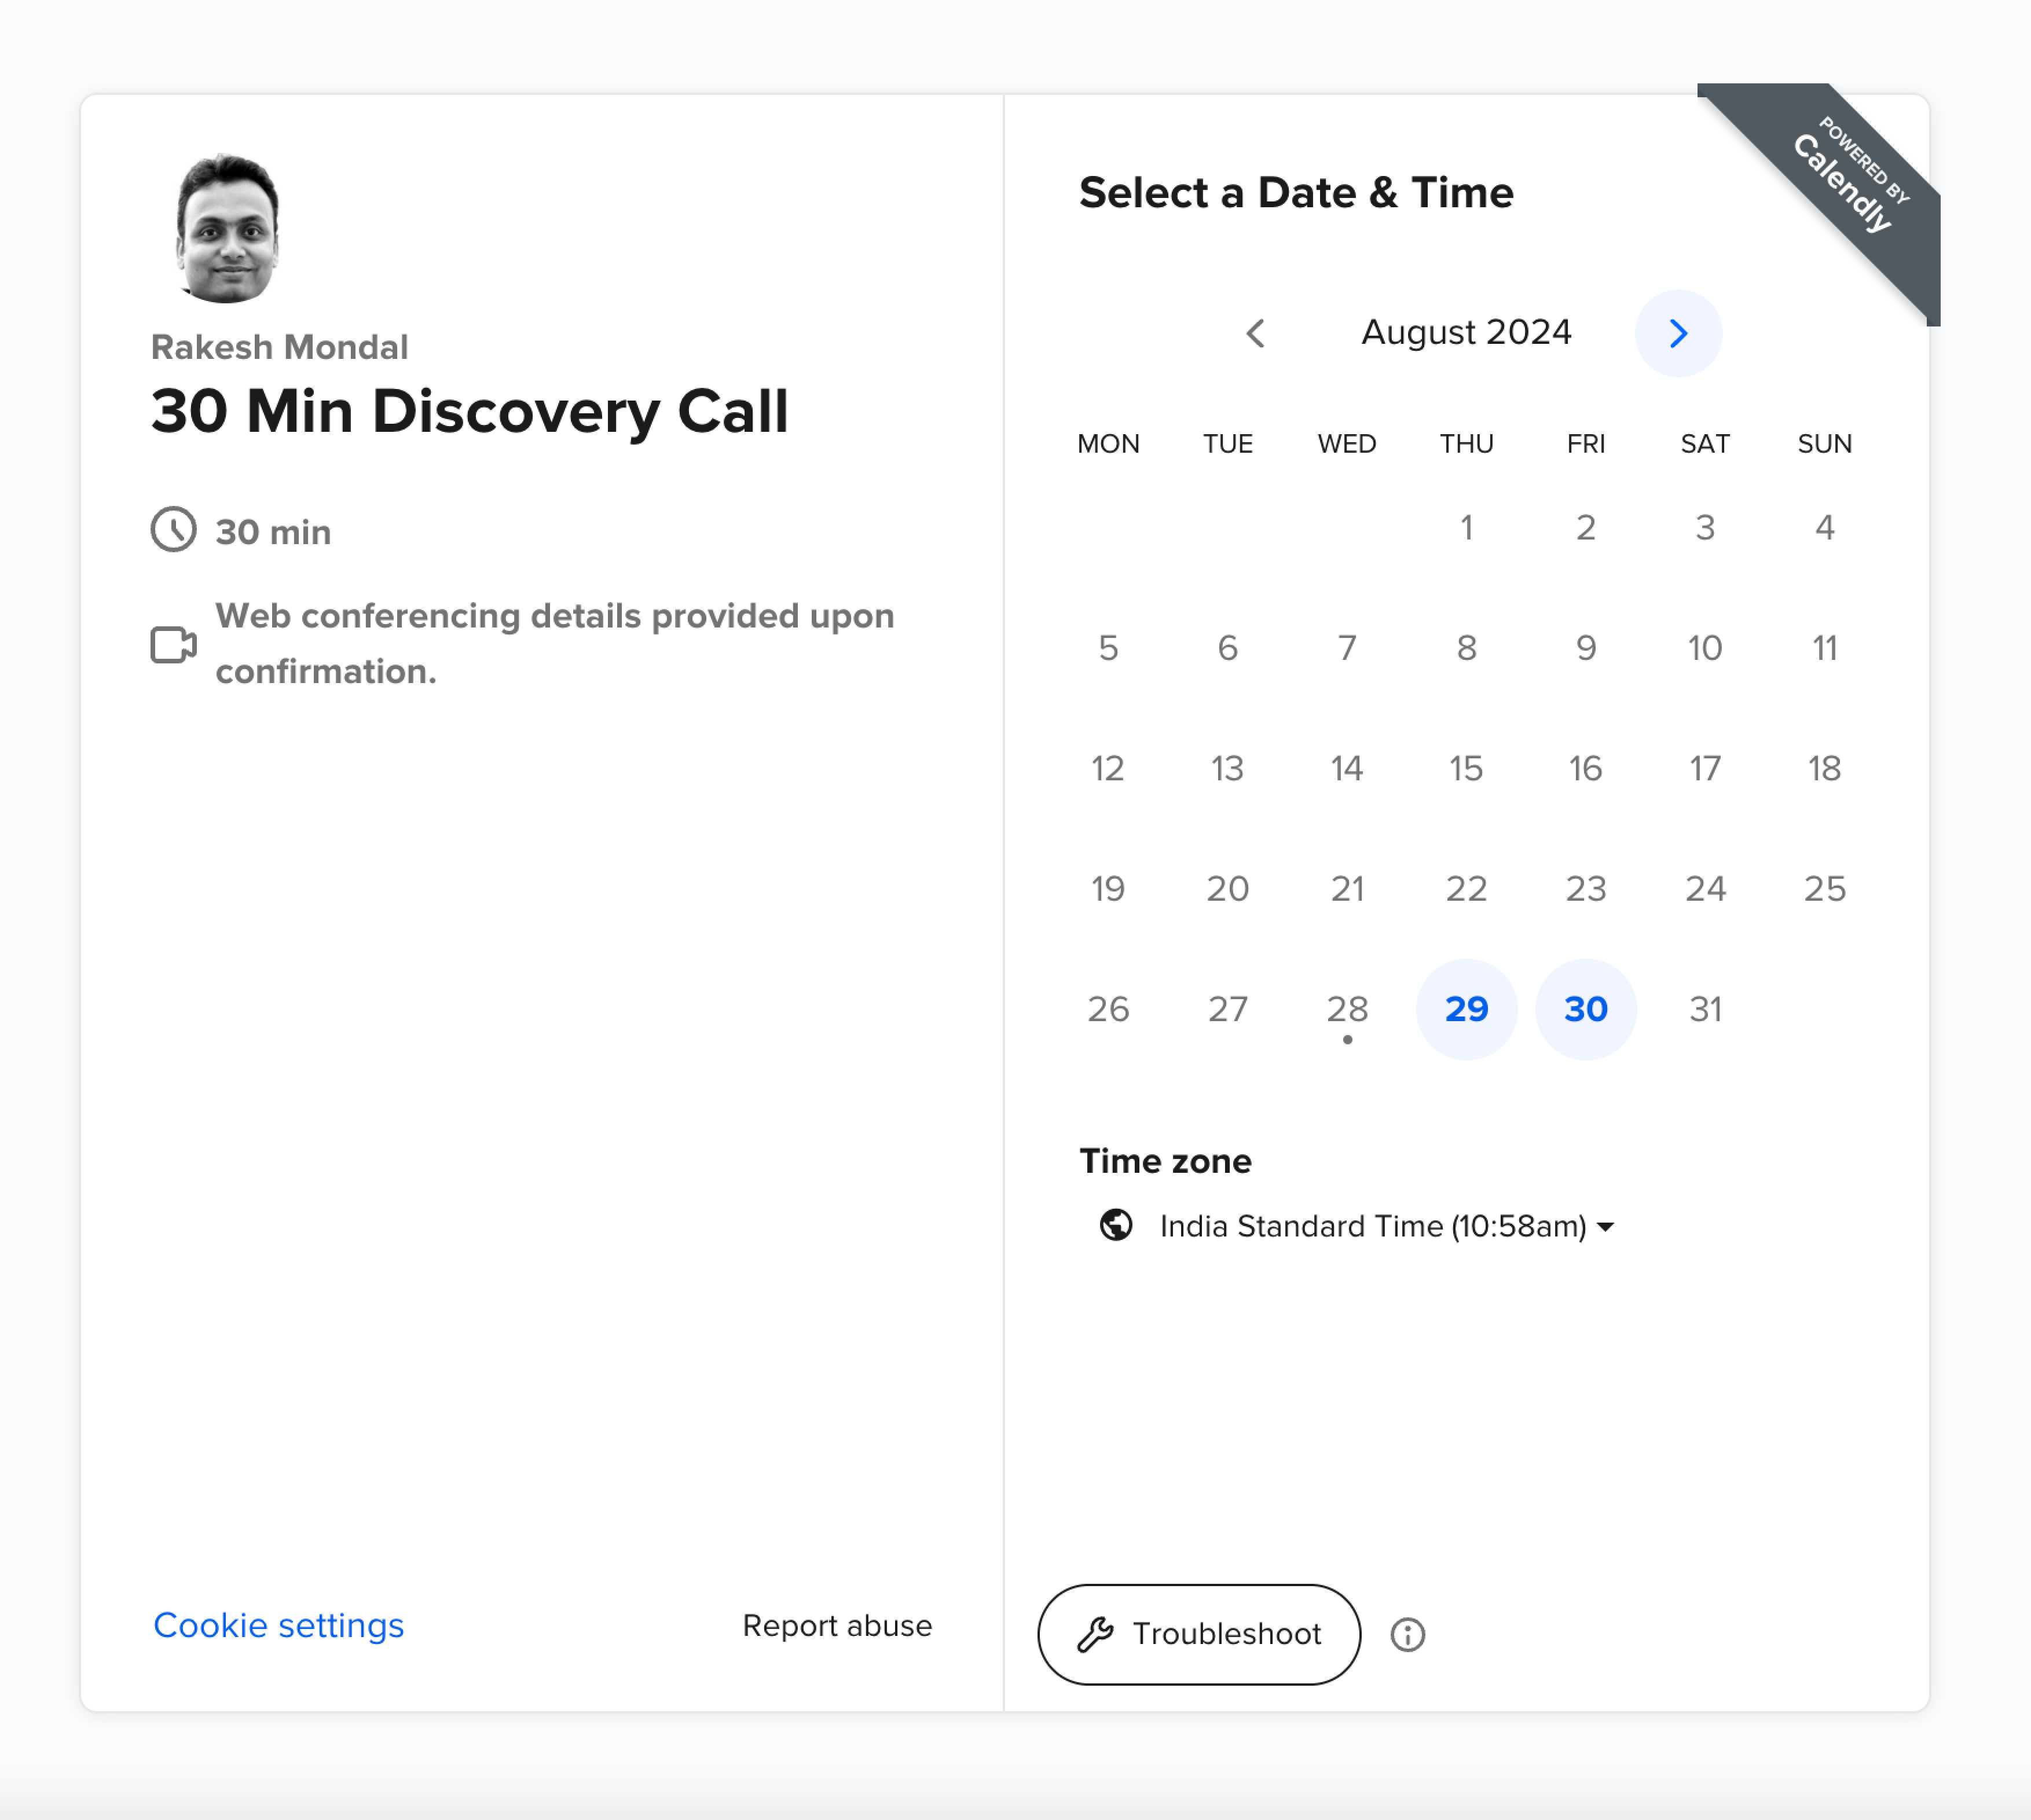 Rakesh Mondal
30 Min Discovery Call
30 min
Web conferencing details provided upon
confirmation.
Cookie settings
Report abuse
POWERED BY
Calendly
Select a Date & Time
August 2024
MON TUE WED THU FRI SAT SUN
1 2 3 4
5 6 7 8 9 10 11
12 13 14 15 16 17 18
19 20 21 22 23 24 25
26 27 28 29 30 31
Time zone
India Standard Time (10:58am)
Troubleshoot